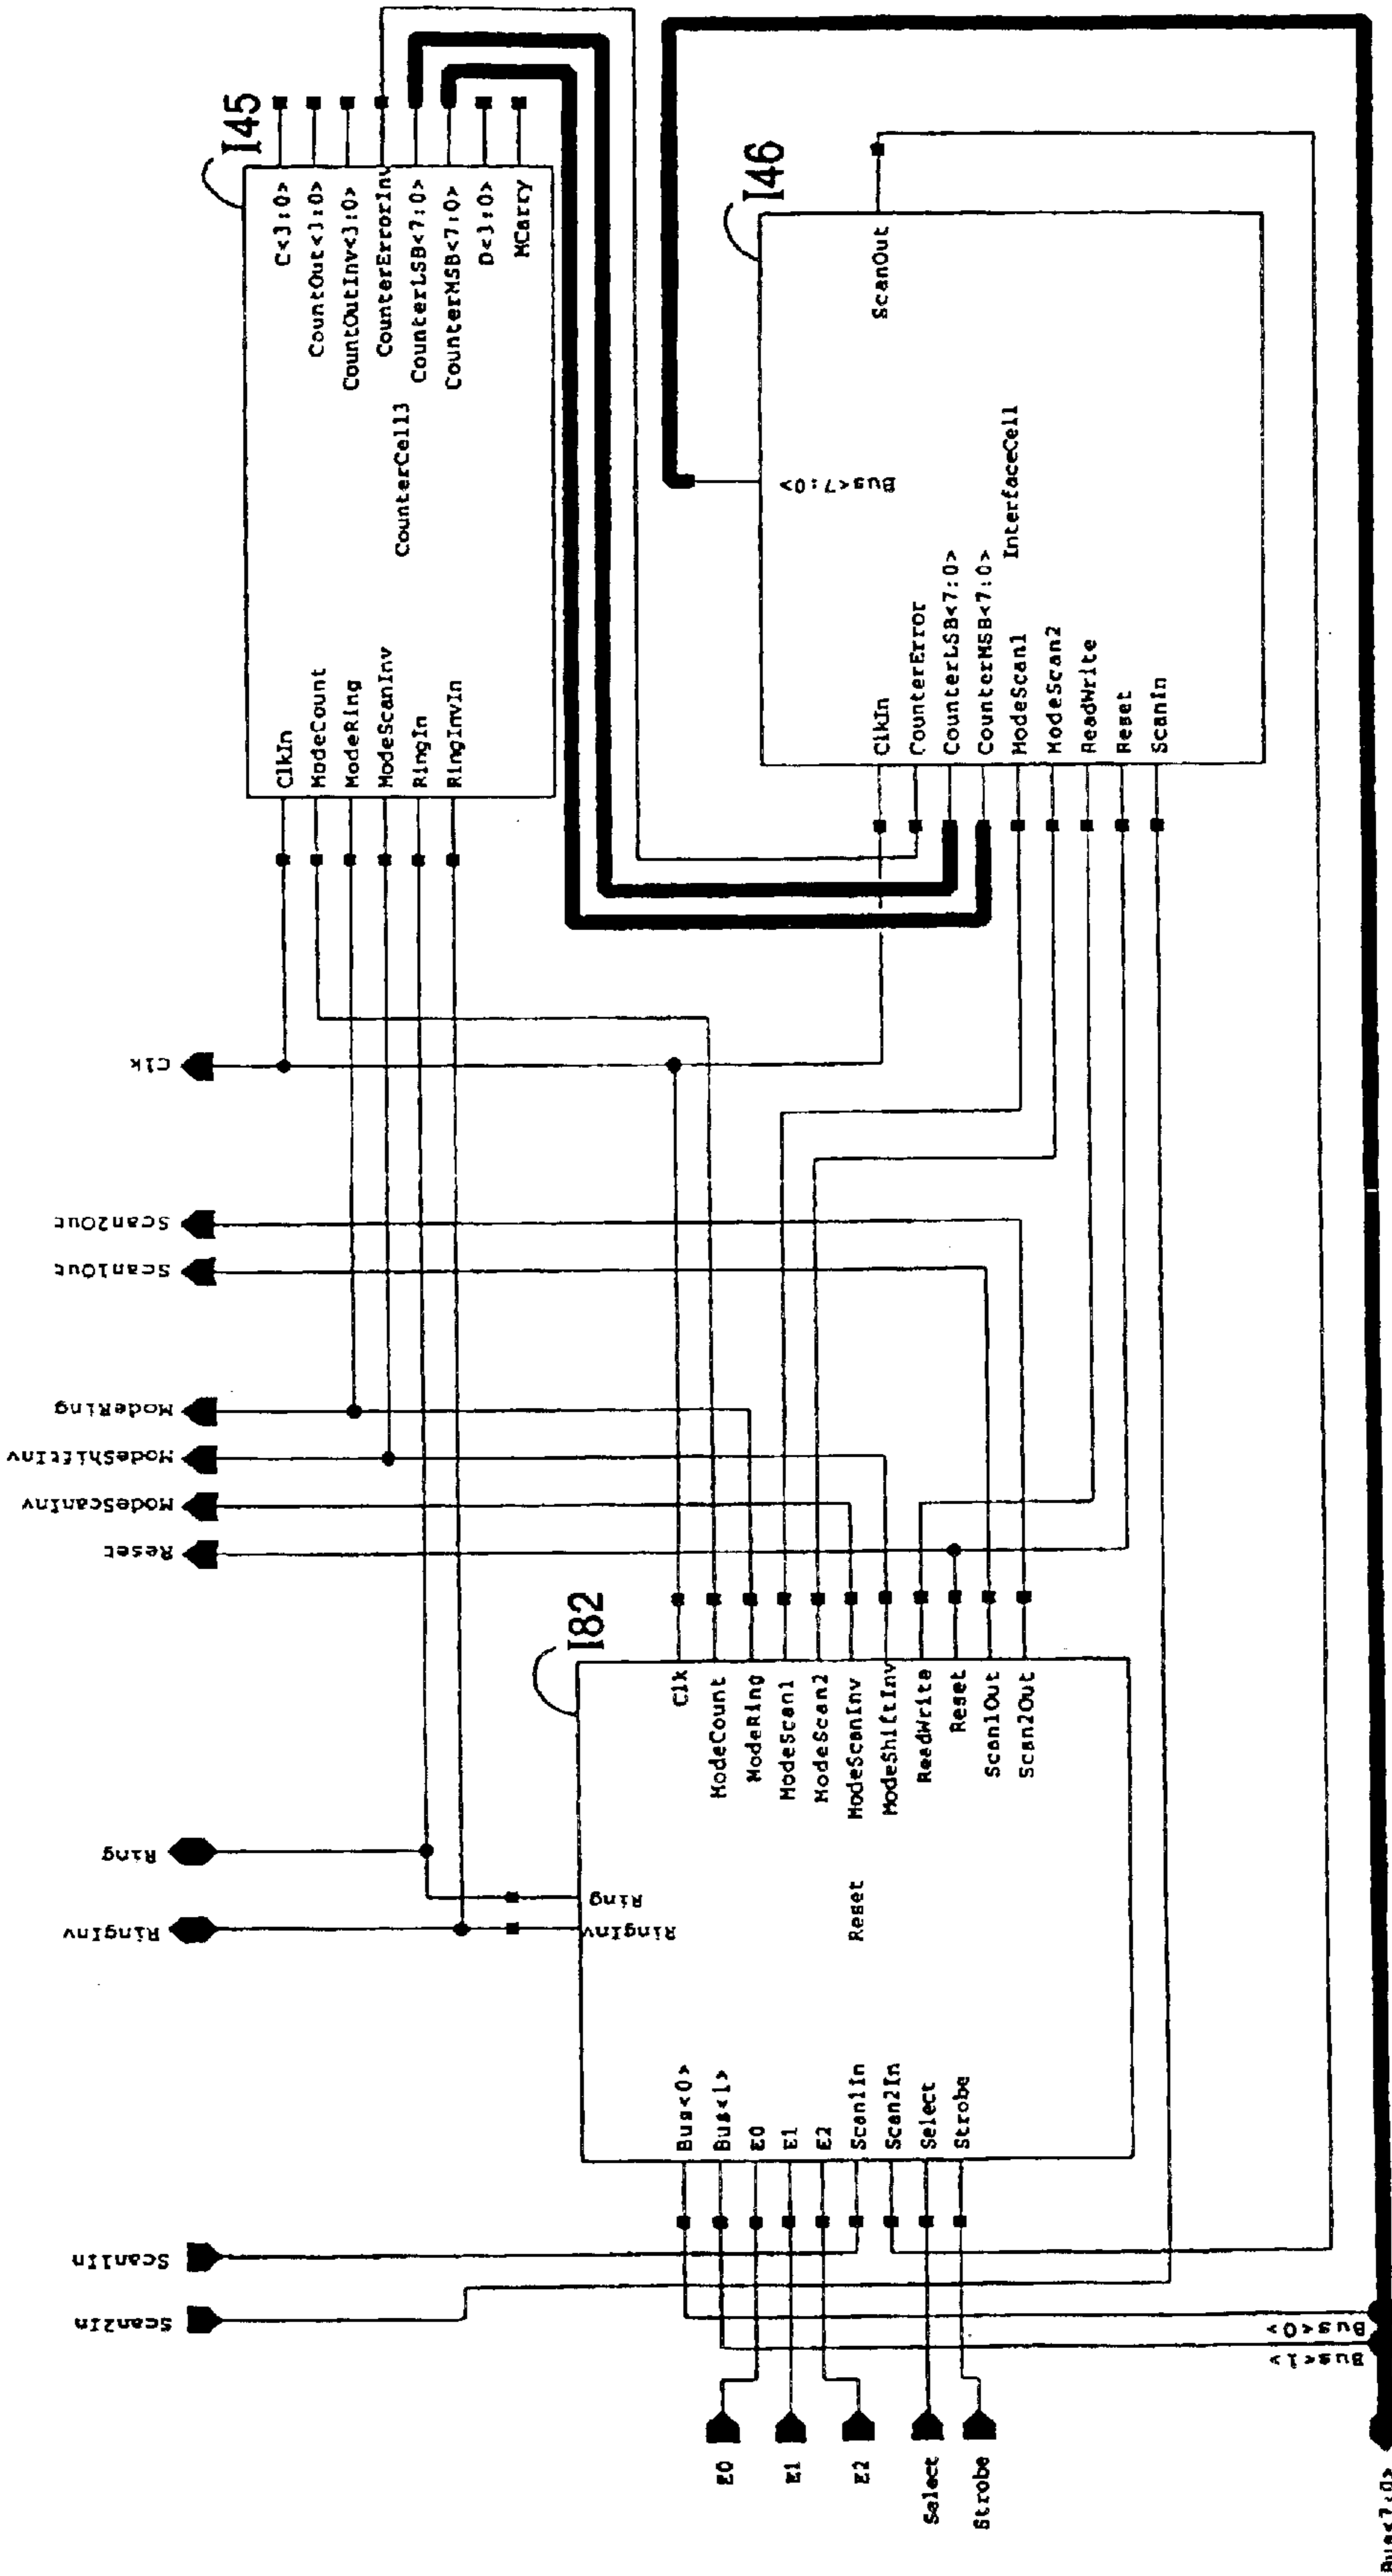 I45
C<3:0>
CountOut<3:0>
CountOutInv<3:0>
CounterErrorInv
CounterLSB<7:0>
CounterMSB<7:0>
D<3:0>
MCarry
CounterCell3
ClkIn
ModeCount
ModeRing
ModeScanInv
RingIn
RingInvIn
I46
ScanOut
Bus<7:0>
InterfaceCell
ClkIn
CounterError
CounterLSB<7:0>
CounterMSB<7:0>
ModeScan1
ModeScan2
ReadWrite
Reset
ScanIn
Clk
Scan2Out
Scan1Out
ModeRing
ModeShiftInv
ModeScanInv
Reset
Ring
RingInv
Scan1In
Scan2In
I82
Clk
ModeCount
ModeRing
ModeScan1
ModeScan2
ModeScanInv
ModeShiftInv
ReadWrite
Reset
Scan1Out
Scan2Out
Ring
RingInv
Reset
Bus<0>
Bus<1>
E0
E1
E2
Scan1In
Scan2In
Select
Strobe
E0
E1
E2
Select
Strobe
Bus<0>
Bus<1>
Bus<7:0>